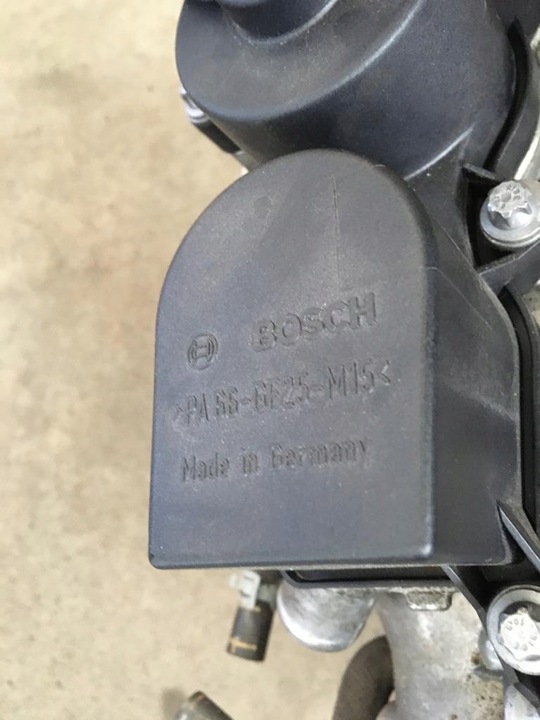 BOSCH
>PA66-GF25-M15<
Made in Germany